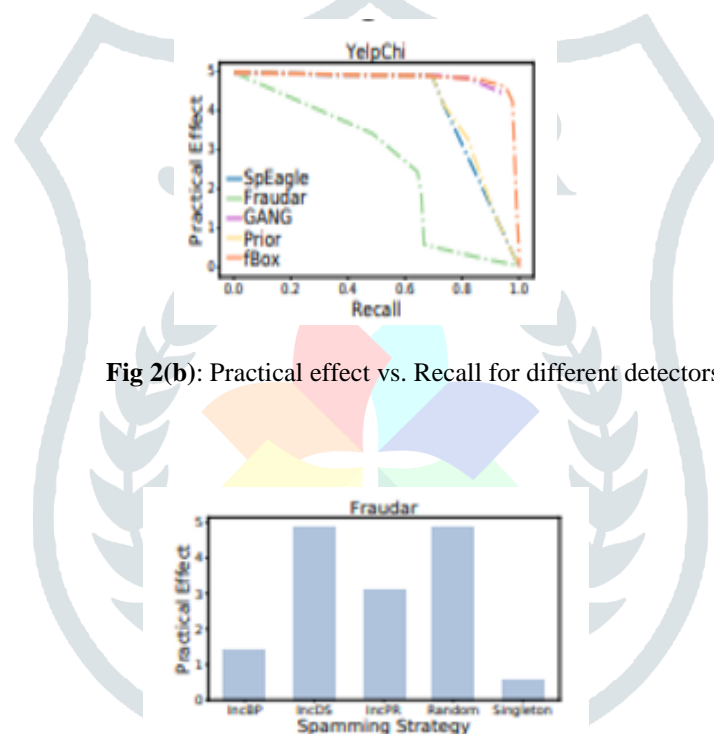 YelpChi
Practical Effect
5
4
3
2
1
0
SpEagle
Fraudar
GANG
Prior
fBox
0.0 0.2 0.4 0.6 0.8 1.0
Recall
Fig 2(b): Practical effect vs. Recall for different detectors
Fraudar
Practical Effect
5
4
3
2
1
0
IncBP IncDS IncPR Random Singleton
Spamming Strategy